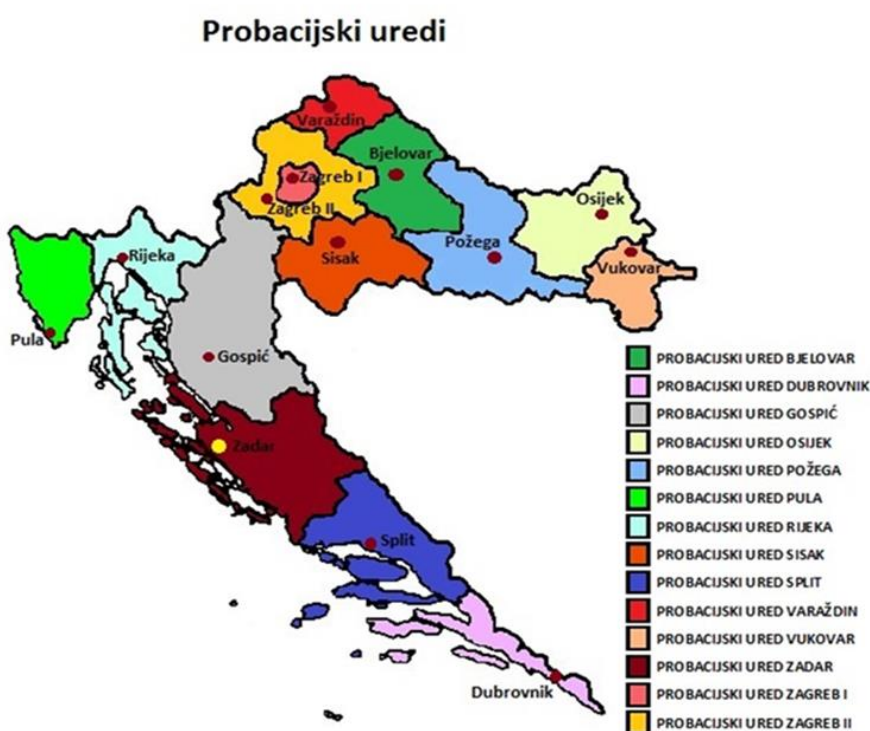 Probacijski uredi
Varaždin
Bjelovar
Zagreb I
Zagreb II
Osijek
Sisak
Požega
Vukovar
Rijeka
Pula
Gospić
Zadar
Split
Dubrovnik
PROBACIJSKI URED BJELOVAR
PROBACIJSKI URED DUBROVNIK
PROBACIJSKI URED GOSPIĆ
PROBACIJSKI URED OSIJEK
PROBACIJSKI URED POŽEGA
PROBACIJSKI URED PULA
PROBACIJSKI URED RIJEKA
PROBACIJSKI URED SISAK
PROBACIJSKI URED SPLIT
PROBACIJSKI URED VARAŽDIN
PROBACIJSKI URED VUKOVAR
PROBACIJSKI URED ZADAR
PROBACIJSKI URED ZAGREB I
PROBACIJSKI URED ZAGREB II